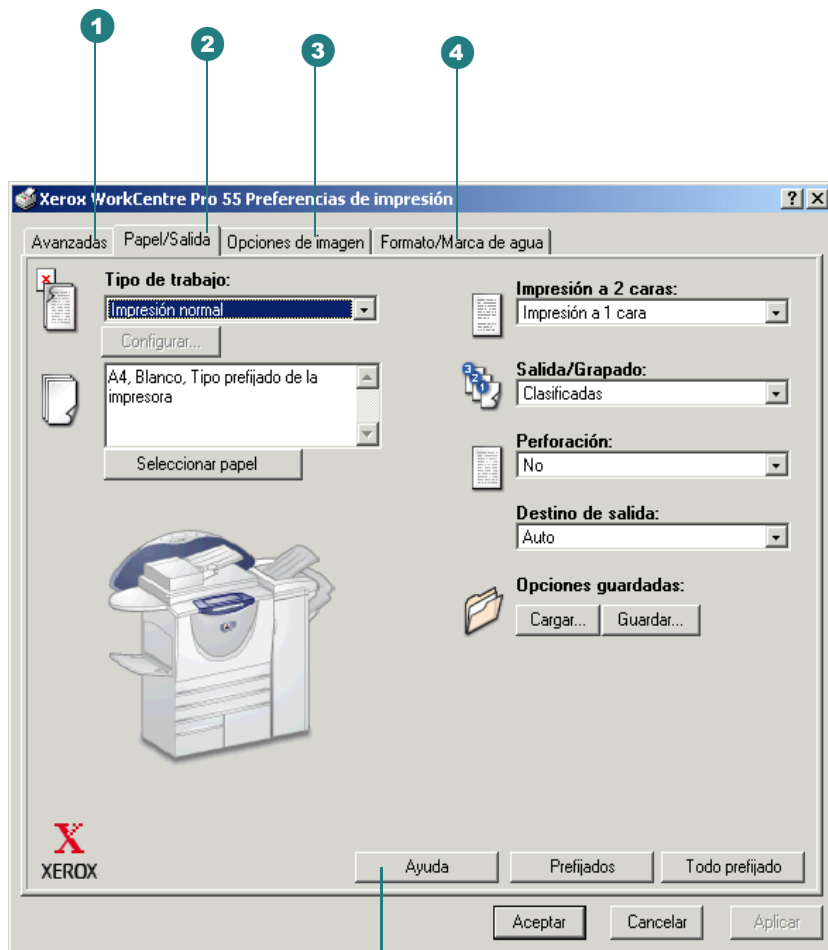 1
2
3
4
Xerox WorkCentre Pro 55 Preferencias de impresión
Avanzadas Papel/Salida Opciones de imagen Formato/Marca de agua
Tipo de trabajo:
Impresión normal
Configurar...
A4, Blanco, Tipo prefijado de la
impresora
Seleccionar papel
Impresión a 2 caras:
Impresión a 1 cara
Salida/Grapado:
3
2
1
Clasificadas
Perforación:
No
Destino de salida:
Auto
Opciones guardadas:
Cargar... Guardar...
X
XEROX
Ayuda Prefijados Todo prefijado
Aceptar Cancelar Aplicar